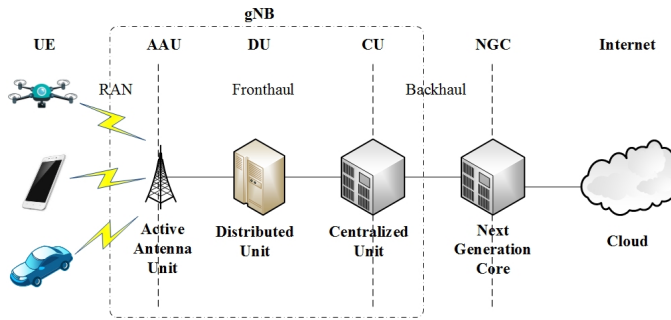 gNB
UE
AAU
DU
CU
NGC
Internet
RAN
Fronthaul
Backhaul
Active
Antenna
Unit
Distributed
Unit
Centralized
Unit
Next
Generation
Core
Cloud